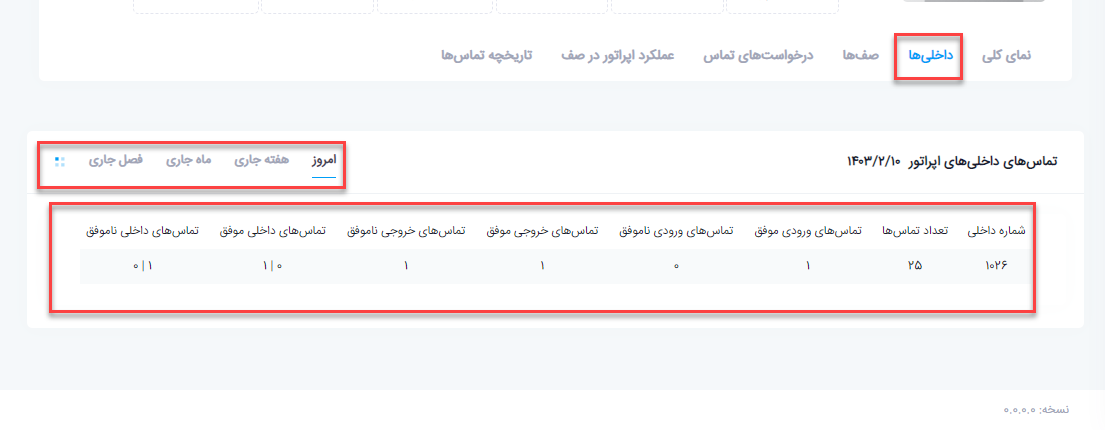 نمای کلی داخلی‌ها صف‌ها درخواست‌های تماس عملکرد اپراتور در صف تاریخچه تماس‌ها
تماس‌های داخلی‌های اپراتور ۱۴۰۳/۲/۱۰ امروز هفته جاری ماه جاری فصل جاری
شماره داخلی تعداد تماس‌ها تماس‌های ورودی موفق تماس‌های ورودی ناموفق تماس‌های خروجی موفق تماس‌های خروجی ناموفق تماس‌های داخلی موفق تماس‌های داخلی ناموفق
۱۰۲۶ ۲۵ ۱ ۰ ۱ ۱ ۰ | ۱ ۱ | ۰
نسخه: ۰.۰.۰.۰